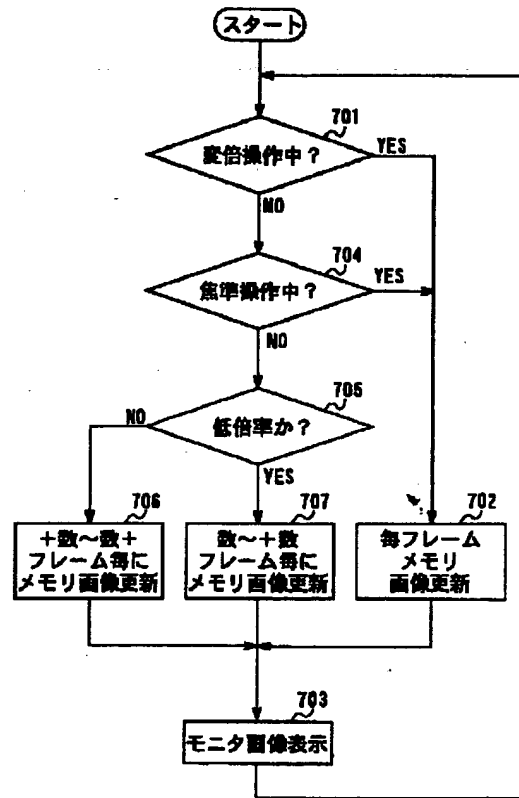 スタート
701
変倍操作中？
YES
NO
704
焦準操作中？
YES
NO
705
低倍率か？
NO
YES
706
＋数〜数＋
フレーム毎に
メモリ画像更新
707
数〜＋数
フレーム毎に
メモリ画像更新
702
毎フレーム
メモリ
画像更新
703
モニタ画像表示